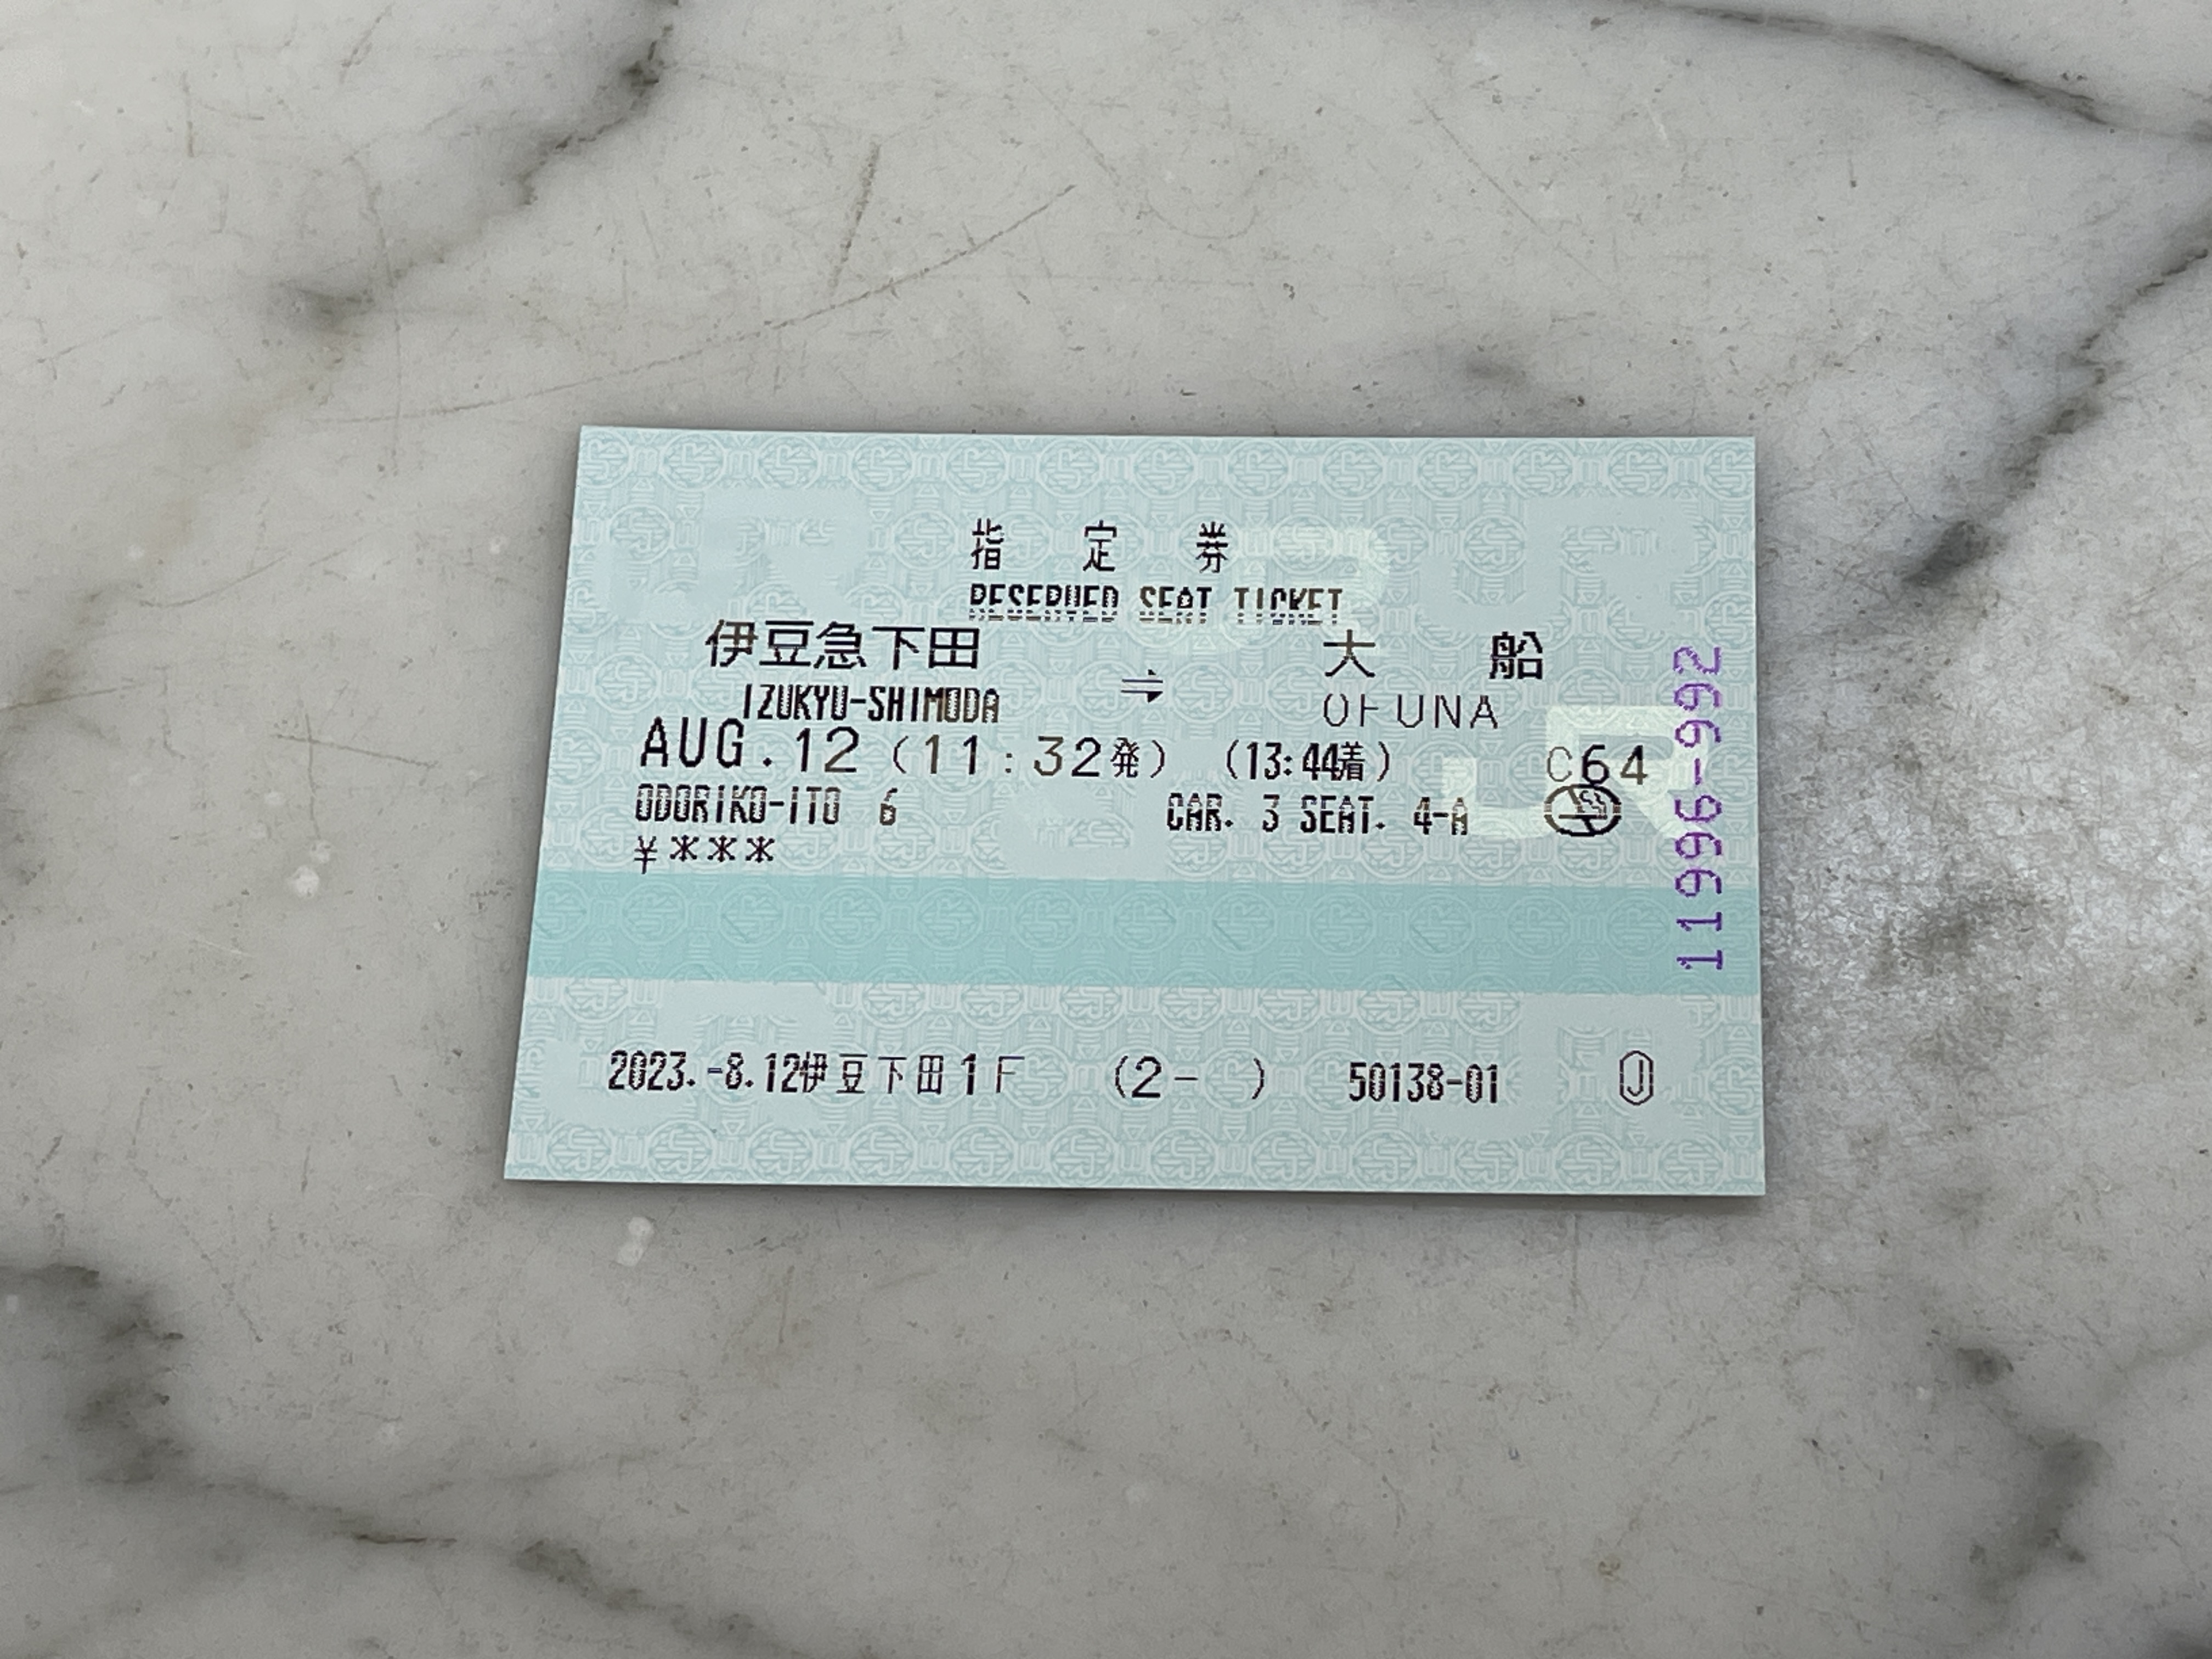 指定券
RESERVED SEAT TICKET
伊豆急下田 → 大船
IZUKYU-SHIMODA OFUNA
AUG.12 (11:32発) (13:44着) C64
ODORIKO-ITO 6 CAR. 3 SEAT. 4-A
¥***
2023.-8.12伊豆下田1F (2- ) 50138-01 Ⓙ
11996-992